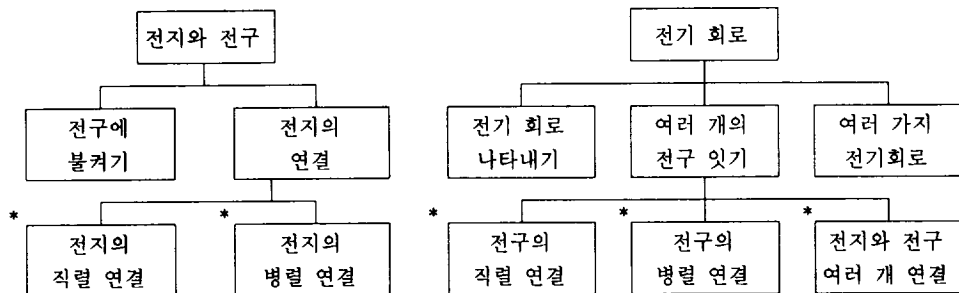 전지와 전구
전기 회로
전구에
불켜기
전지의
연결
전기 회로
나타내기
여러 개의
전구 잇기
여러 가지
전기회로
*
전지의
직렬 연결
*
전지의
병렬 연결
*
전구의
직렬 연결
*
전구의
병렬 연결
*
전지와 전구
여러 개 연결